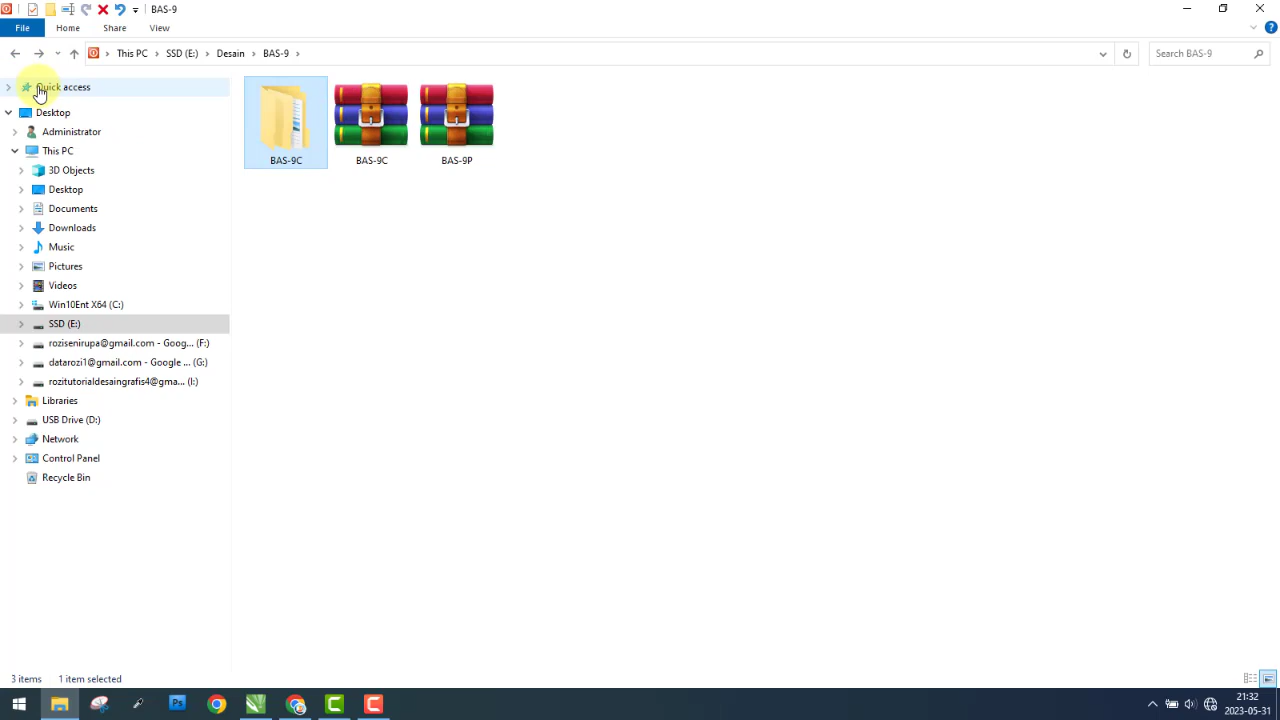 BAS-9
File Home Share View
This PC SSD (E:) Desain BAS-9 Search BAS-9
Quick access
Desktop
Administrator
This PC
3D Objects
Desktop
Documents
Downloads
Music
Pictures
Videos
Win10Ent X64 (C:)
SSD (E:)
rozisenirupa@gmail.com - Goog... (F:)
datarozi1@gmail.com - Google ... (G:)
rozitutorialdesaingrafis4@gma... (I:)
Libraries
USB Drive (D:)
Network
Control Panel
Recycle Bin
BAS-9C BAS-9C BAS-9P
3 items 1 item selected
Ps
21:32
2023-05-31